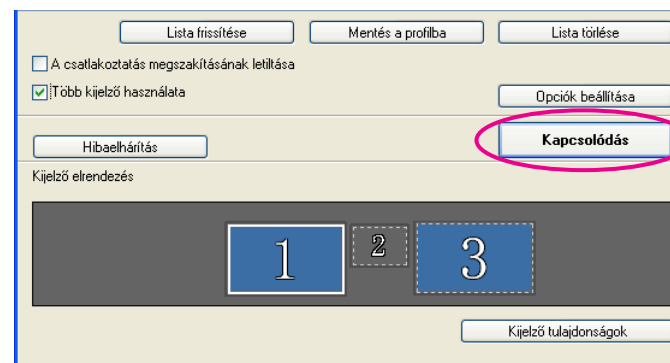 Lista frissítése Mentés a profilba Lista törlése
A csatlakoztatás megszakításának letiltása
Több kijelző használata
Opciók beállítása
Hibaelhárítás Kapcsolódás
Kijelző elrendezés
1 2 3
Kijelző tulajdonságok